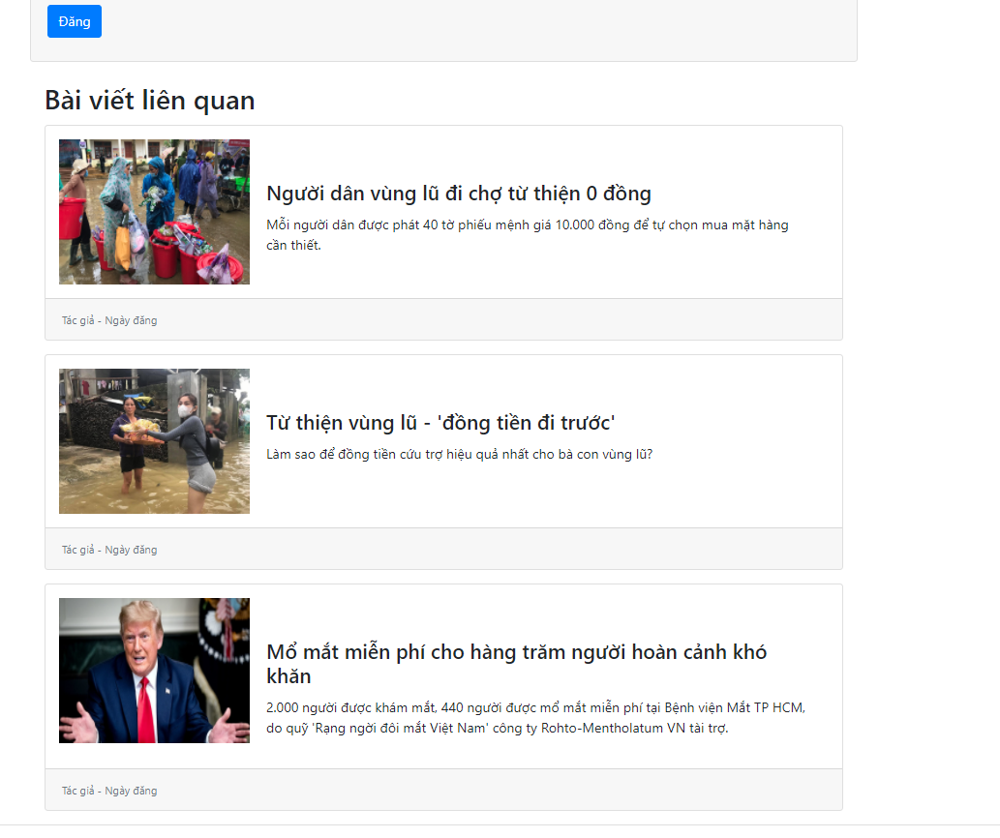 Đăng
Bài viết liên quan
Người dân vùng lũ đi chợ từ thiện 0 đồng
Mỗi người dân được phát 40 tờ phiếu mệnh giá 10.000 đồng để tự chọn mua mặt hàng
cần thiết.
Tác giả - Ngày đăng
Từ thiện vùng lũ - 'đồng tiền đi trước'
Làm sao để đồng tiền cứu trợ hiệu quả nhất cho bà con vùng lũ?
Tác giả - Ngày đăng
Mổ mắt miễn phí cho hàng trăm người hoàn cảnh khó
khăn
2.000 người được khám mắt, 440 người được mổ mắt miễn phí tại Bệnh viện Mắt TP HCM,
do quỹ 'Rạng ngời đôi mắt Việt Nam' công ty Rohto-Mentholatum VN tài trợ.
Tác giả - Ngày đăng